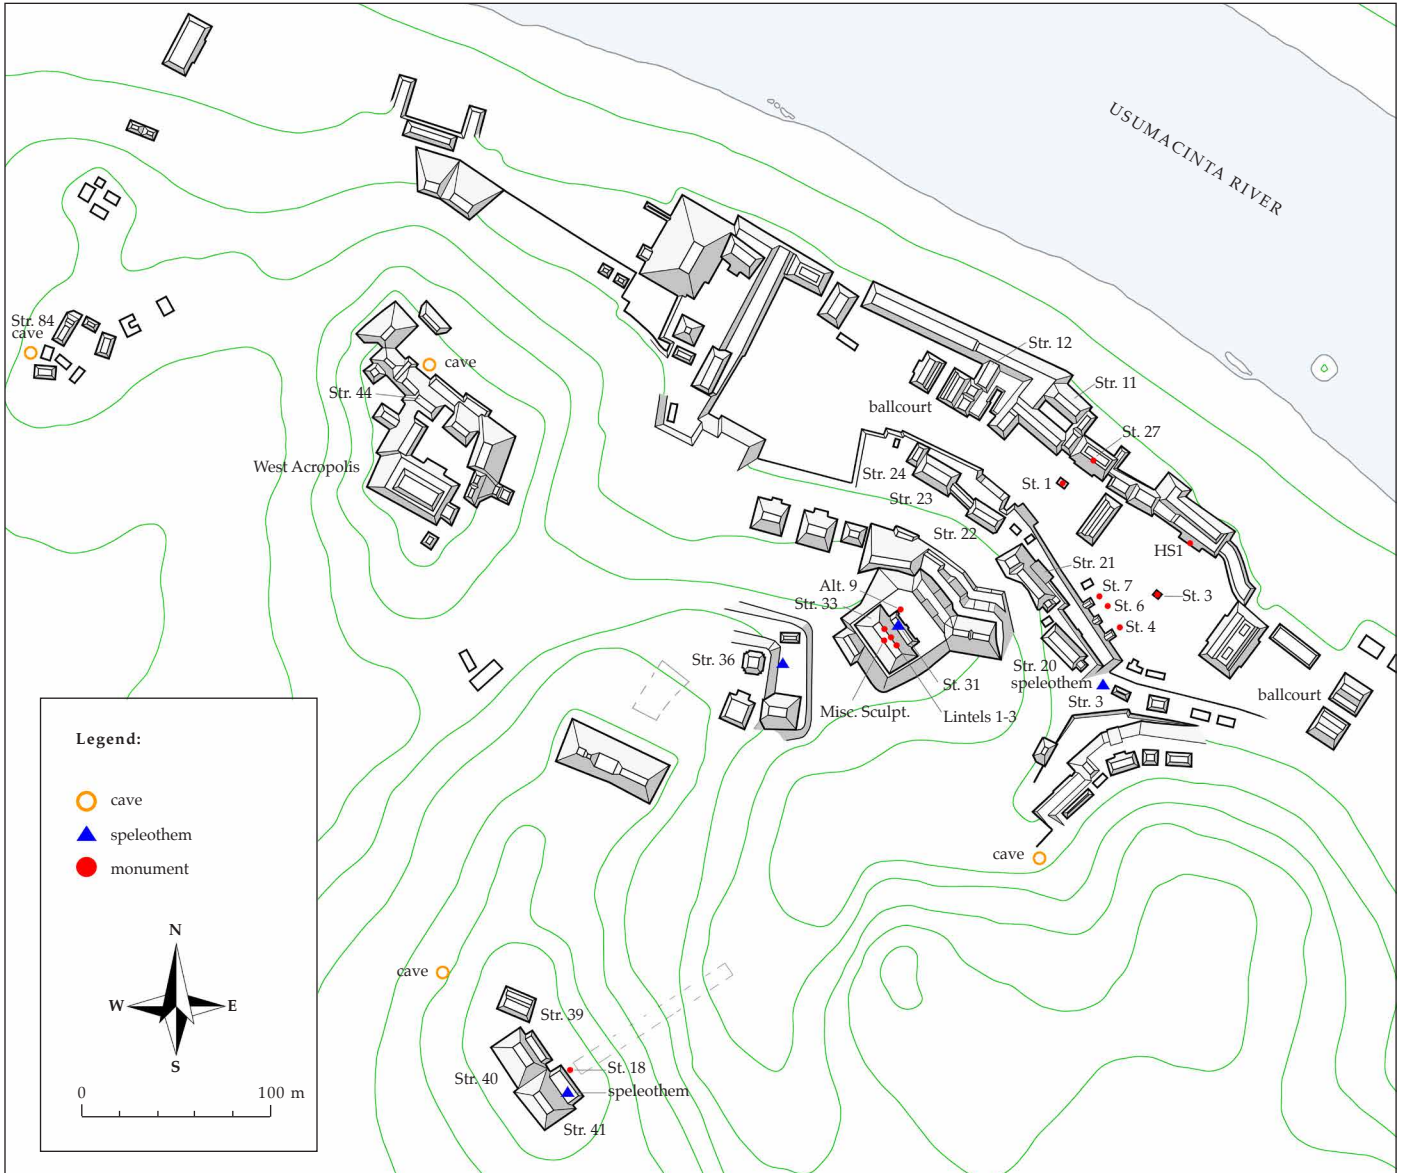 USUMACINTA RIVER
Str. 84
cave
cave
Str. 44
West Acropolis
Str. 12
Str. 11
ballcourt
St. 27
Str. 24
St. 1
Str. 23
Str. 22
HS1
Str. 21
Alt. 9
St. 7
Str. 33
St. 6
St. 3
St. 4
Str. 36
Str. 20
St. 31
speleothem
ballcourt
Str. 3
Misc. Sculpt.
Lintels 1-3
Legend:
cave
speleothem
monument
cave
cave
N
W
E
S
Str. 39
St. 18
Str. 40
speleothem
Str. 41
0
100 m